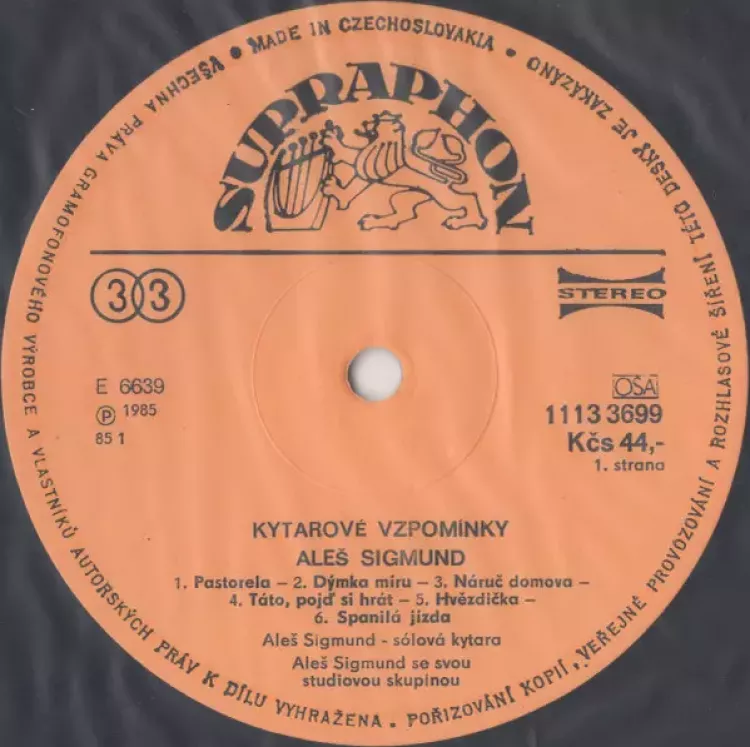 MADE IN CZECHOSLOVAKIA
VŠECHNA PRÁVA GRAMOFONOVÉHO VÝROBCE A VLASTNÍKŮ AUTORSKÝCH PRÁV K DÍLU VYHRAŽENA • POŘIZOVÁNÍ KOPIÍ, VEŘEJNÉ PROVOZOVÁNÍ A ROZHLASOVÉ ŠÍŘENÍ TÉTO DESKY JE ZAKÁZÁNO •
SUPRAPHON
33
STEREO
E 6639
Ⓟ 1985
85 1
OSA
1113 3699
Kčs 44,-
1. strana
KYTAROVÉ VZPOMÍNKY
ALEŠ SIGMUND
1. Pastorela – 2. Dýmka míru – 3. Náruč domova –
4. Táto, pojď si hrát – 5. Hvězdička –
6. Spanilá jízda
Aleš Sigmund - sólová kytara
Aleš Sigmund se svou
studiovou skupinou